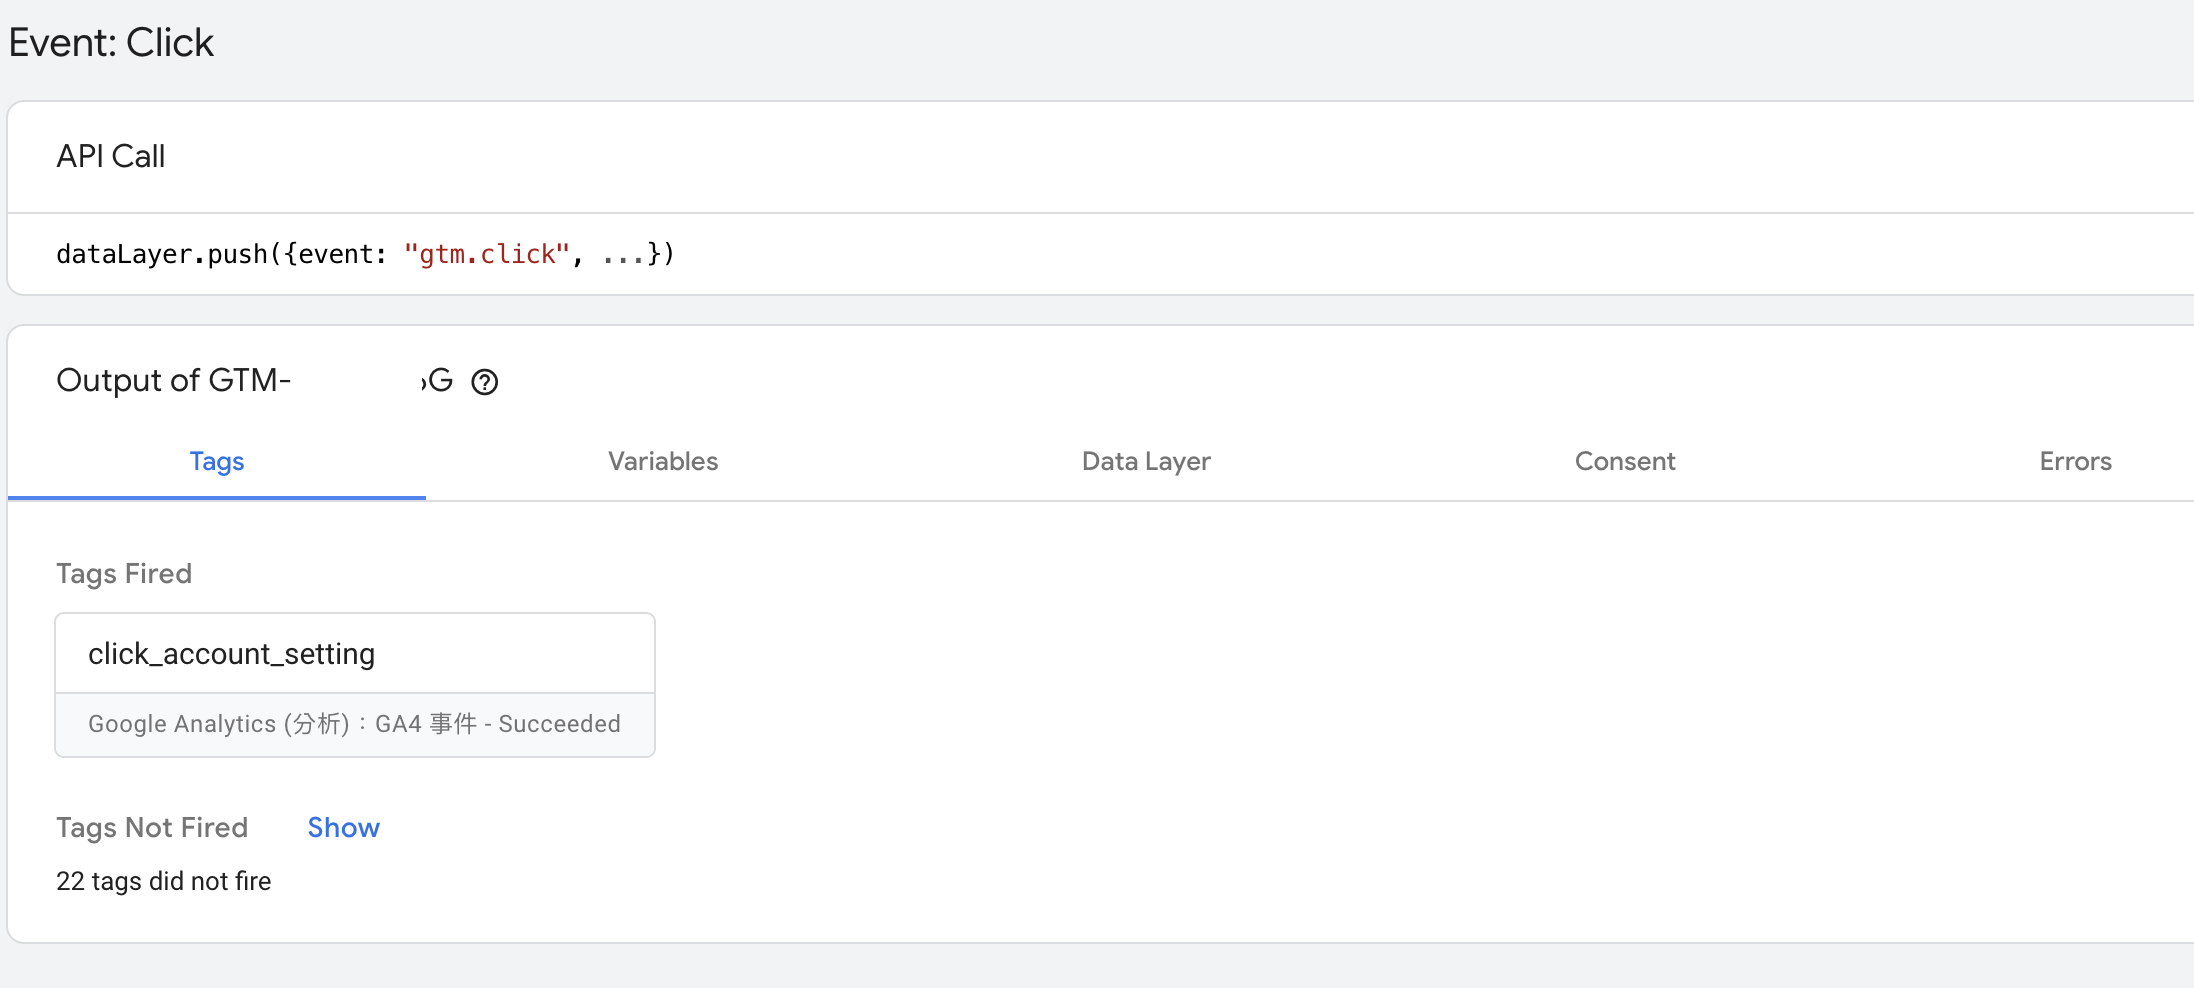 Event: Click
API Call
dataLayer.push({event: "gtm.click", ...})
Output of GTM- G
Tags Variables Data Layer Consent Errors
Tags Fired
click_account_setting
Google Analytics (分析)：GA4 事件 - Succeeded
Tags Not Fired Show
22 tags did not fire